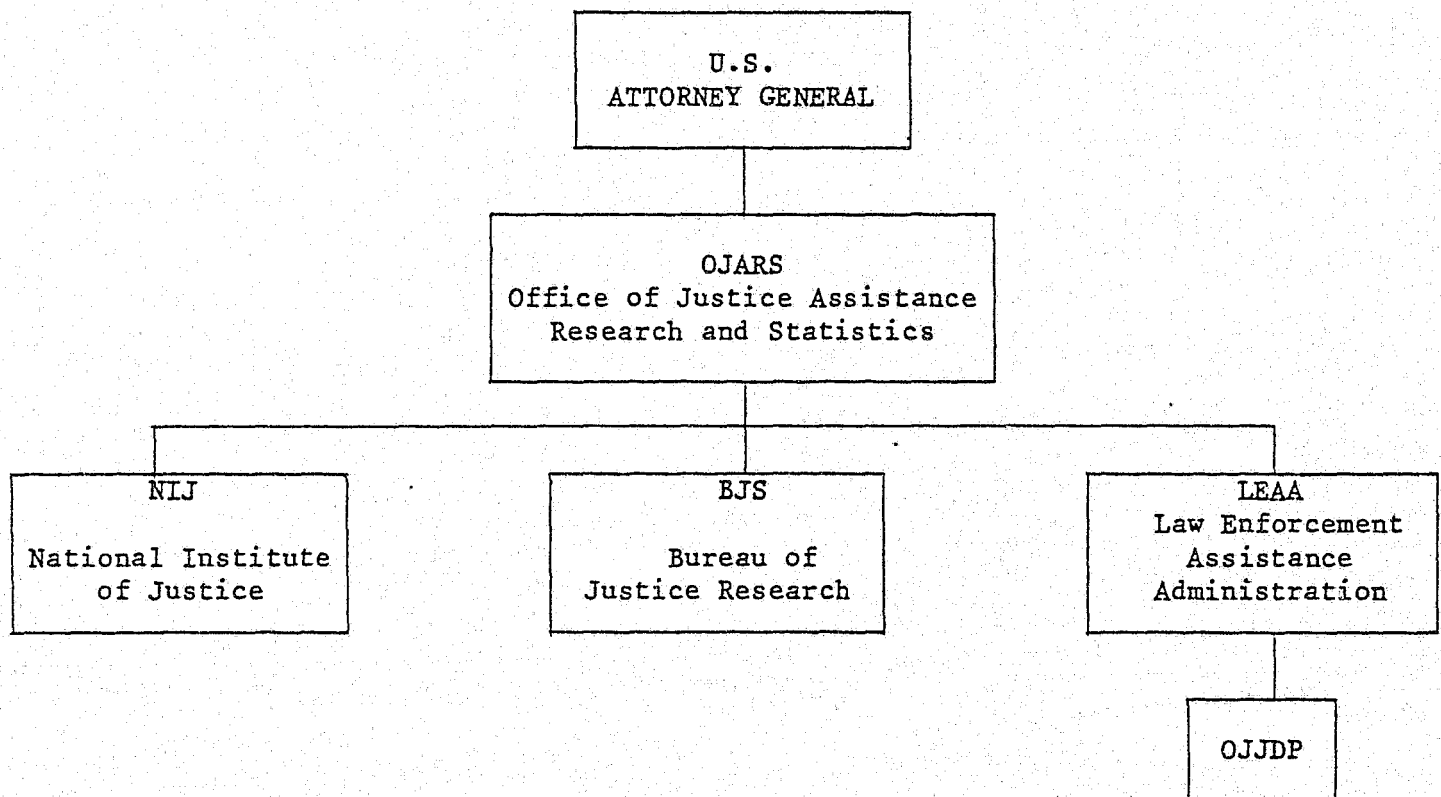 U.S.
ATTORNEY GENERAL
OJARS
Office of Justice Assistance
Research and Statistics
NIJ
National Institute
of Justice
BJS
Bureau of
Justice Research
LEAA
Law Enforcement
Assistance
Administration
OJJDP